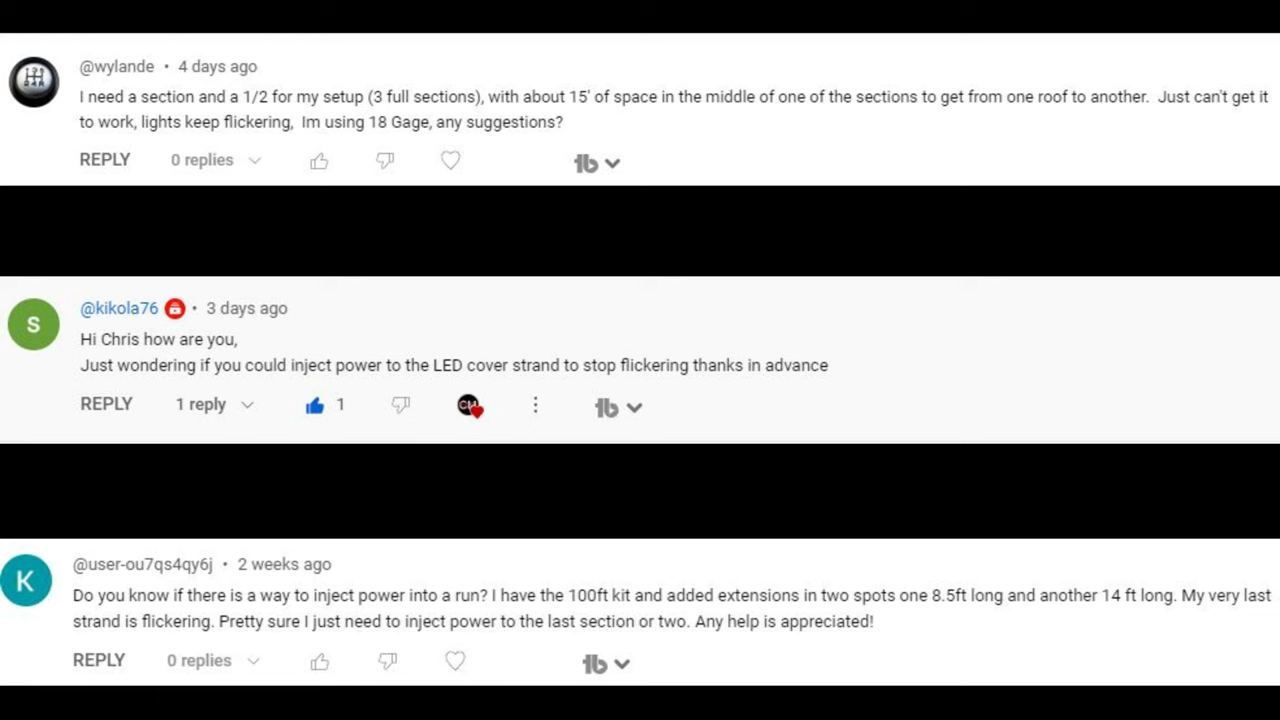 @wylande • 4 days ago
I need a section and a 1/2 for my setup (3 full sections), with about 15' of space in the middle of one of the sections to get from one roof to another. Just can't get it
to work, lights keep flickering, Im using 18 Gage, any suggestions?
REPLY 0 replies
S
@kikola76 • 3 days ago
Hi Chris how are you,
Just wondering if you could inject power to the LED cover strand to stop flickering thanks in advance
REPLY 1 reply 1
K
@user-ou7qs4qy6j • 2 weeks ago
Do you know if there is a way to inject power into a run? I have the 100ft kit and added extensions in two spots one 8.5ft long and another 14 ft long. My very last
strand is flickering. Pretty sure I just need to inject power to the last section or two. Any help is appreciated!
REPLY 0 replies